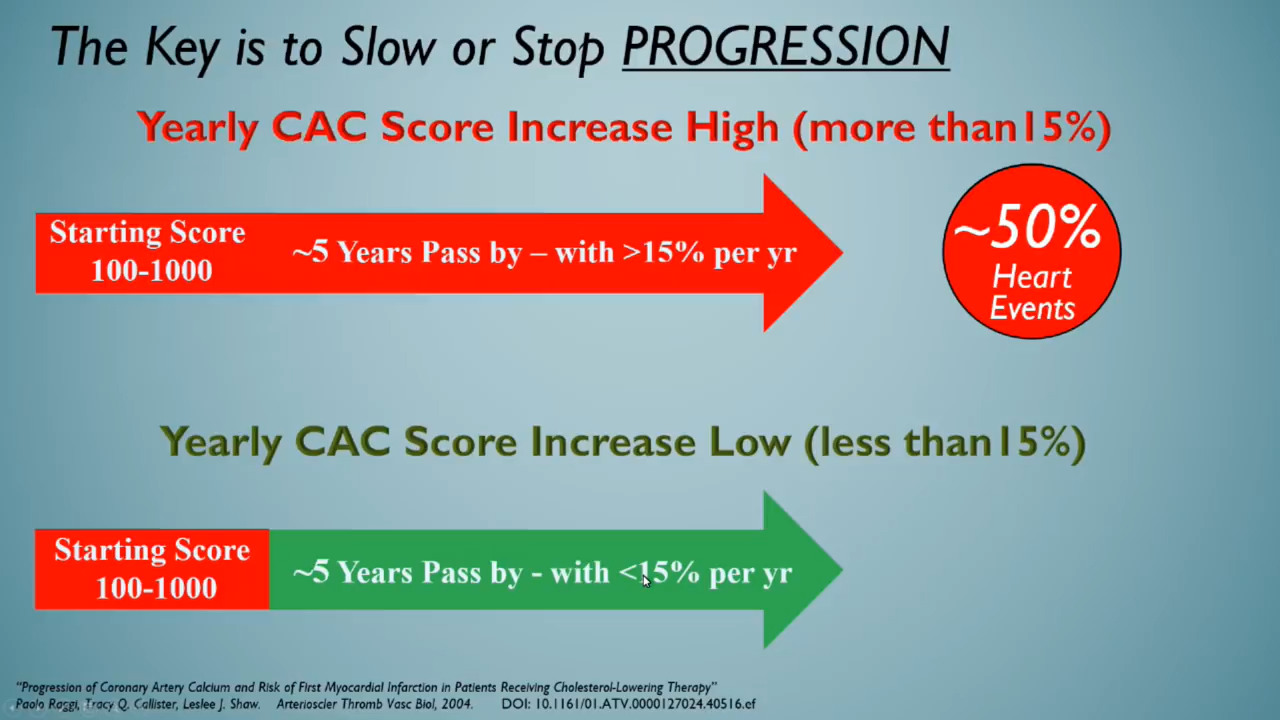 The Key is to Slow or Stop PROGRESSION
Yearly CAC Score Increase High (more than15%)
Starting Score
100-1000
~5 Years Pass by – with >15% per yr
~50%
Heart
Events
Yearly CAC Score Increase Low (less than15%)
Starting Score
100-1000
~5 Years Pass by - with <15% per yr
“Progression of Coronary Artery Calcium and Risk of First Myocardial Infarction in Patients Receiving Cholesterol-Lowering Therapy”
Paolo Raggi, Tracy Q. Callister, Leslee J. Shaw. Arterioscler Thromb Vasc Biol, 2004. DOI: 10.1161/01.ATV.0000127024.40516.ef